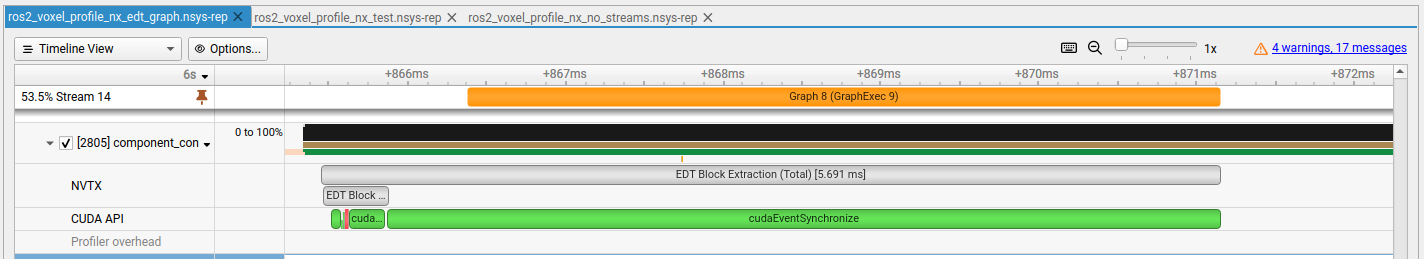 ros2_voxel_profile_nx_edt_graph.nsys-rep ros2_voxel_profile_nx_test.nsys-rep ros2_voxel_profile_nx_no_streams.nsys-rep
Timeline View Options... 1x 4 warnings, 17 messages
6s +866ms +867ms +868ms +869ms +870ms +871ms +872ms
53.5% Stream 14 Graph 8 (GraphExec 9)
[2805] component_con 0 to 100%
NVTX EDT Block Extraction (Total) [5.691 ms]
EDT Block ...
CUDA API cuda... cudaEventSynchronize
Profiler overhead